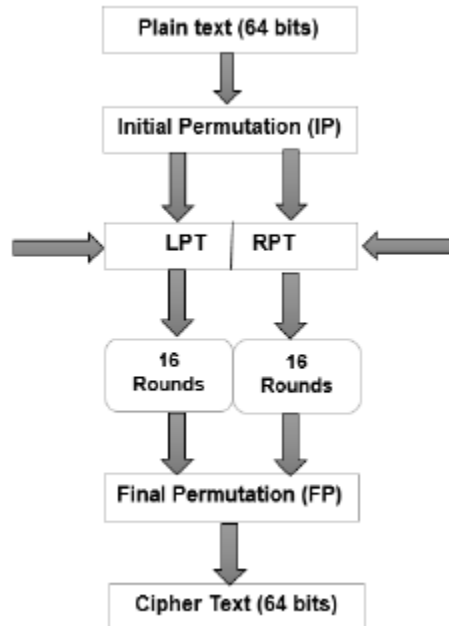 Plain text (64 bits)
Initial Permutation (IP)
LPT RPT
16 Rounds
16 Rounds
Final Permutation (FP)
Cipher Text (64 bits)